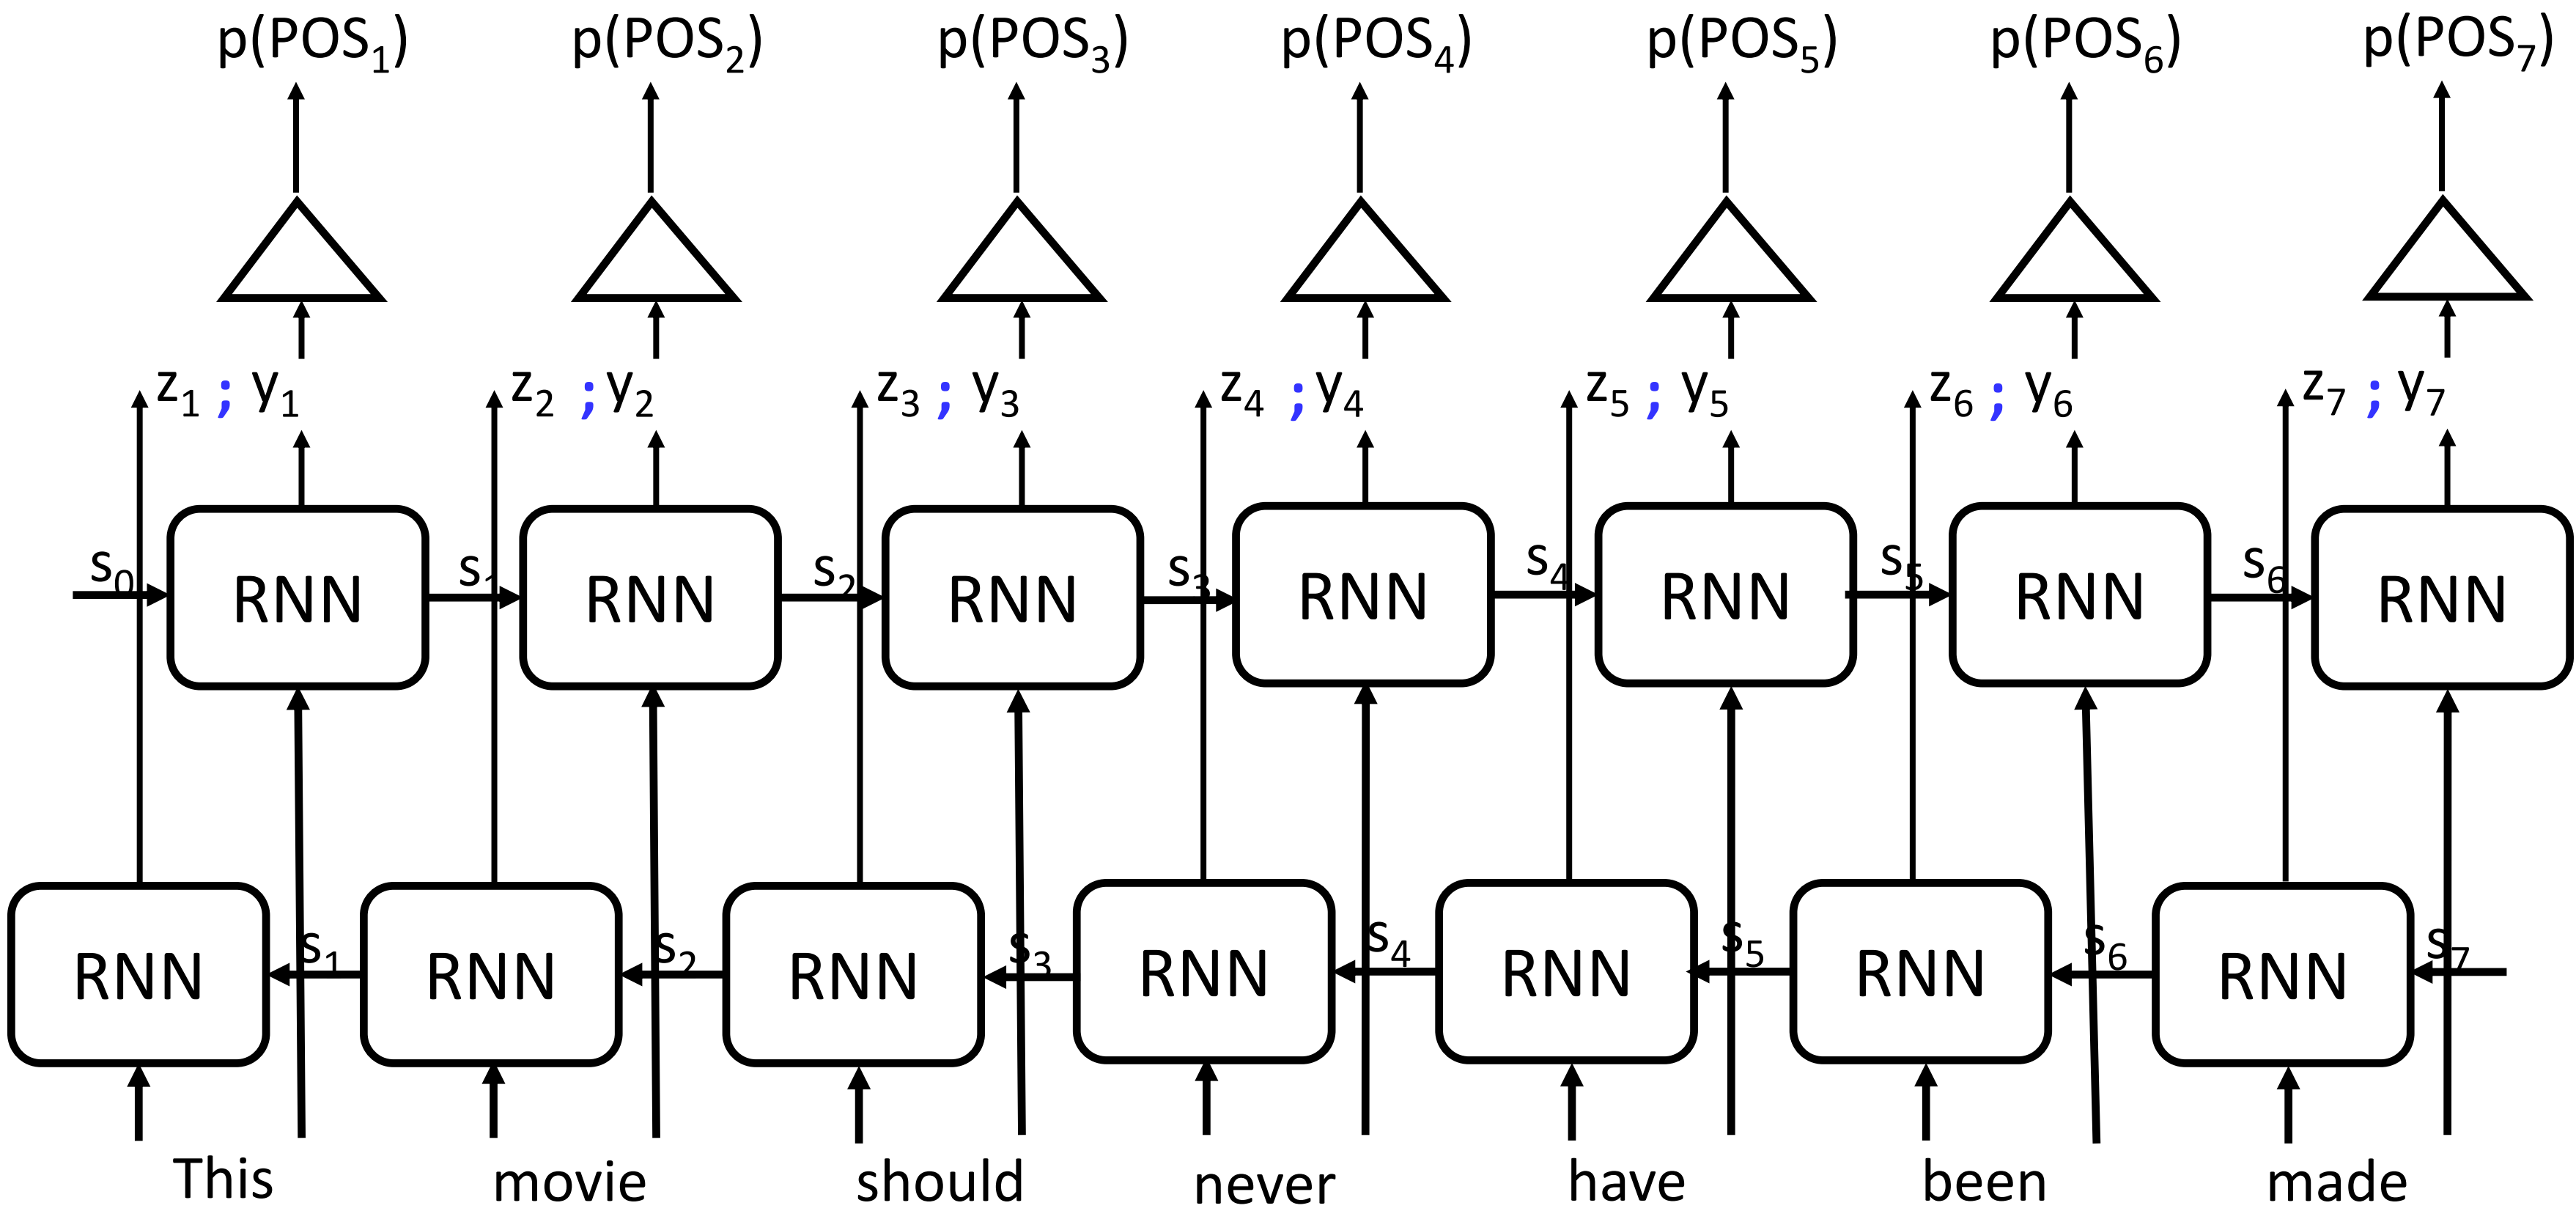 p(POS₁) p(POS₂) p(POS₃) p(POS₄) p(POS₅) p(POS₆) p(POS₇)
z₁ ; y₁ z₂ ; y₂ z₃ ; y₃ z₄ ; y₄ z₅ ; y₅ z₆ ; y₆ z₇ ; y₇
s₀ s₁ s₂ s₃ s₄ s₅ s₆
RNN RNN RNN RNN RNN RNN RNN
s₁ s₂ s₃ s₄ s₅ s₆ s₇
RNN RNN RNN RNN RNN RNN RNN
This movie should never have been made